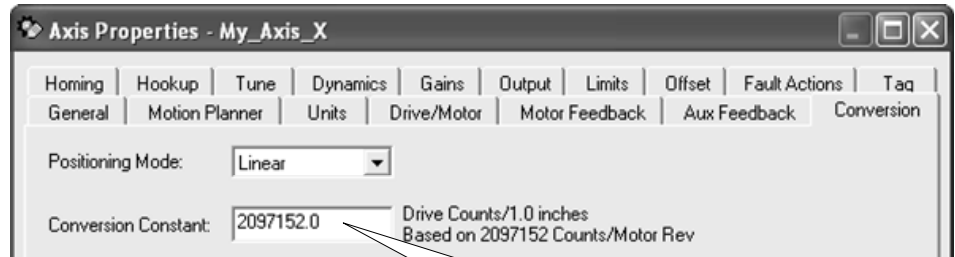 Axis Properties - My_Axis_X
Homing Hookup Tune Dynamics Gains Output Limits Offset Fault Actions Tag
General Motion Planner Units Drive/Motor Motor Feedback Aux Feedback Conversion
Positioning Mode: Linear
Conversion Constant: 2097152.0 Drive Counts/1.0 inches
Based on 2097152 Counts/Motor Rev